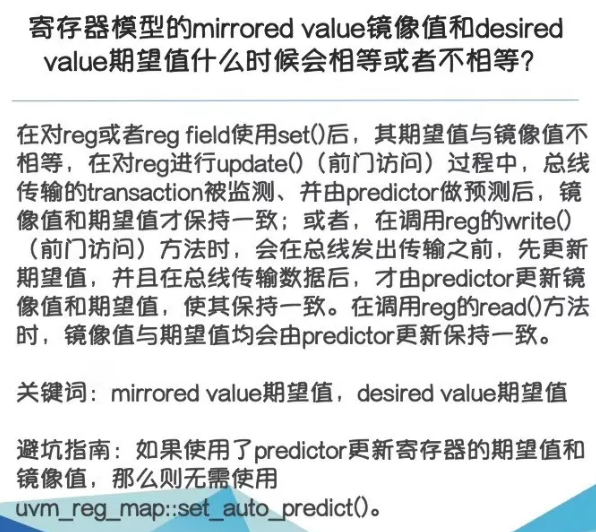 寄存器模型的mirrored value镜像值和desired
value期望值什么时候会相等或者不相等？
在对reg或者reg field使用set()后，其期望值与镜像值不
相等，在对reg进行update()（前门访问）过程中，总线
传输的transaction被监测、并由predictor做预测后，镜
像值和期望值才保持一致；或者，在调用reg的write()
（前门访问）方法时，会在总线发出传输之前，先更新
期望值，并且在总线传输数据后，才由predictor更新镜
像值和期望值，使其保持一致。在调用reg的read()方法
时，镜像值与期望值均会由predictor更新保持一致。
关键词：mirrored value期望值，desired value期望值
避坑指南：如果使用了predictor更新寄存器的期望值和
镜像值，那么则无需使用
uvm_reg_map::set_auto_predict()。